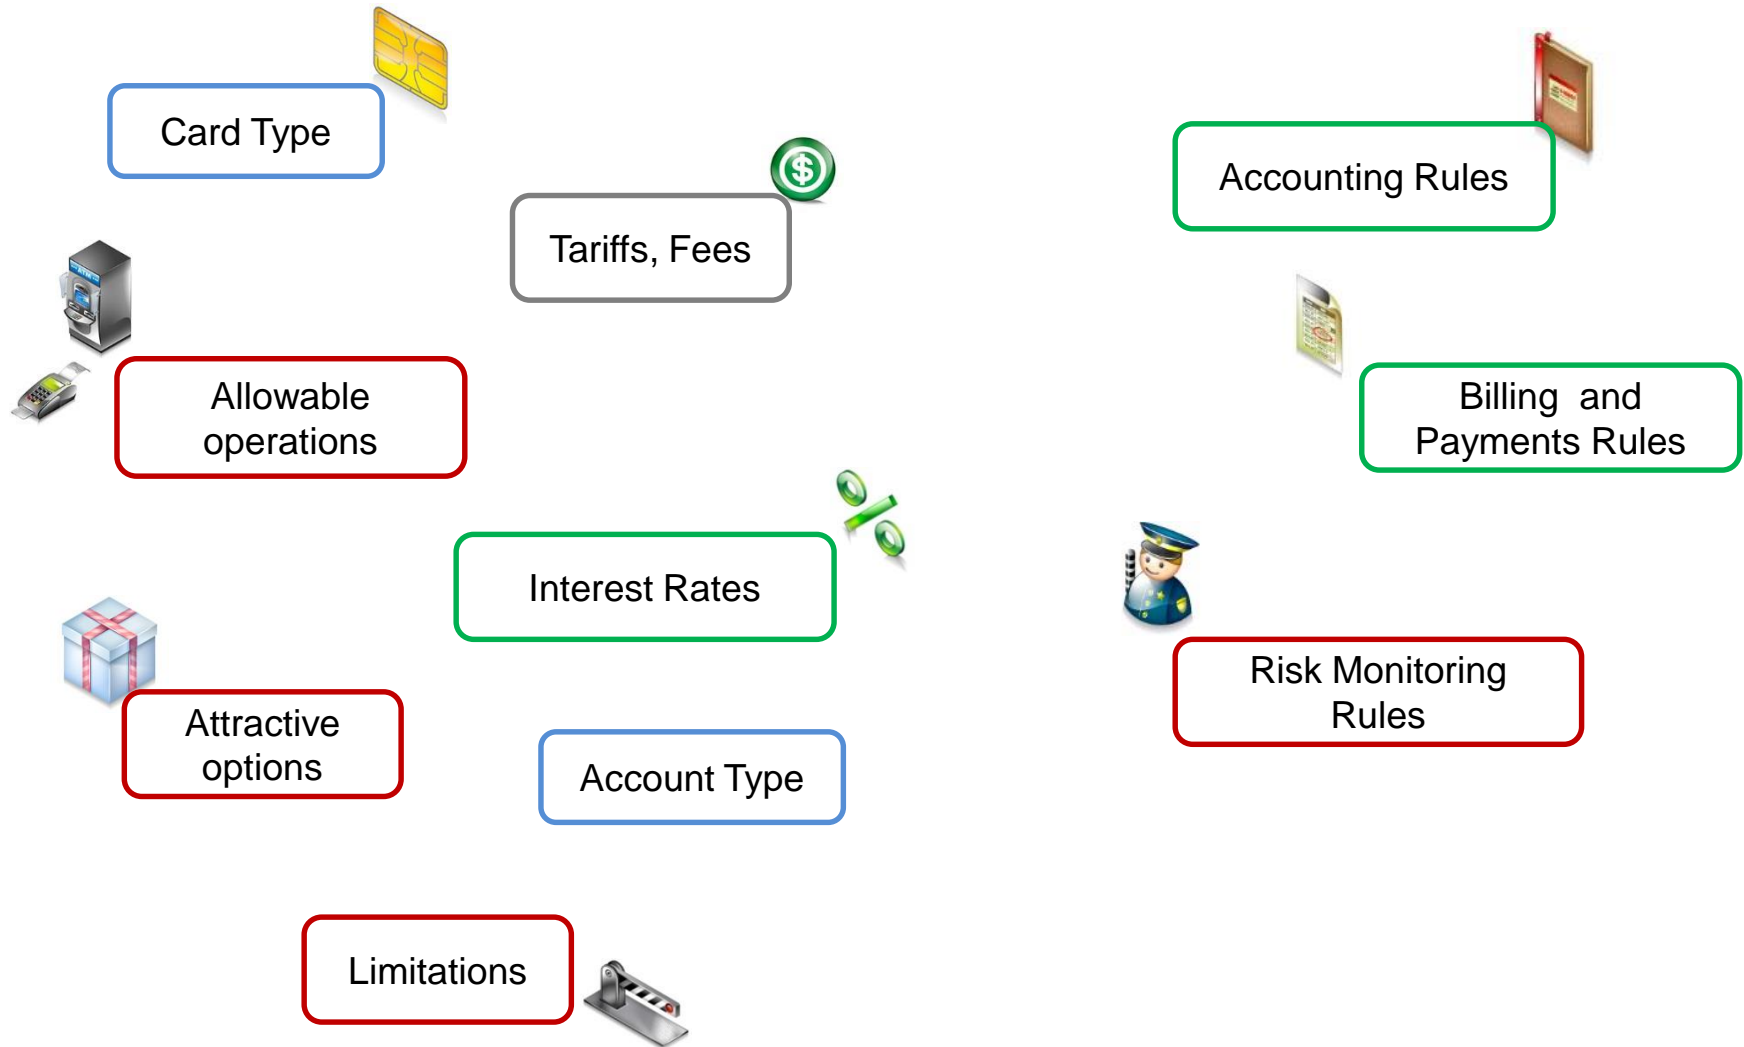 Card Type
Tariffs, Fees
ATM
Allowable
operations
Interest Rates
Attractive
options
Account Type
Limitations
Accounting Rules
Billing and
Payments Rules
Risk Monitoring
Rules